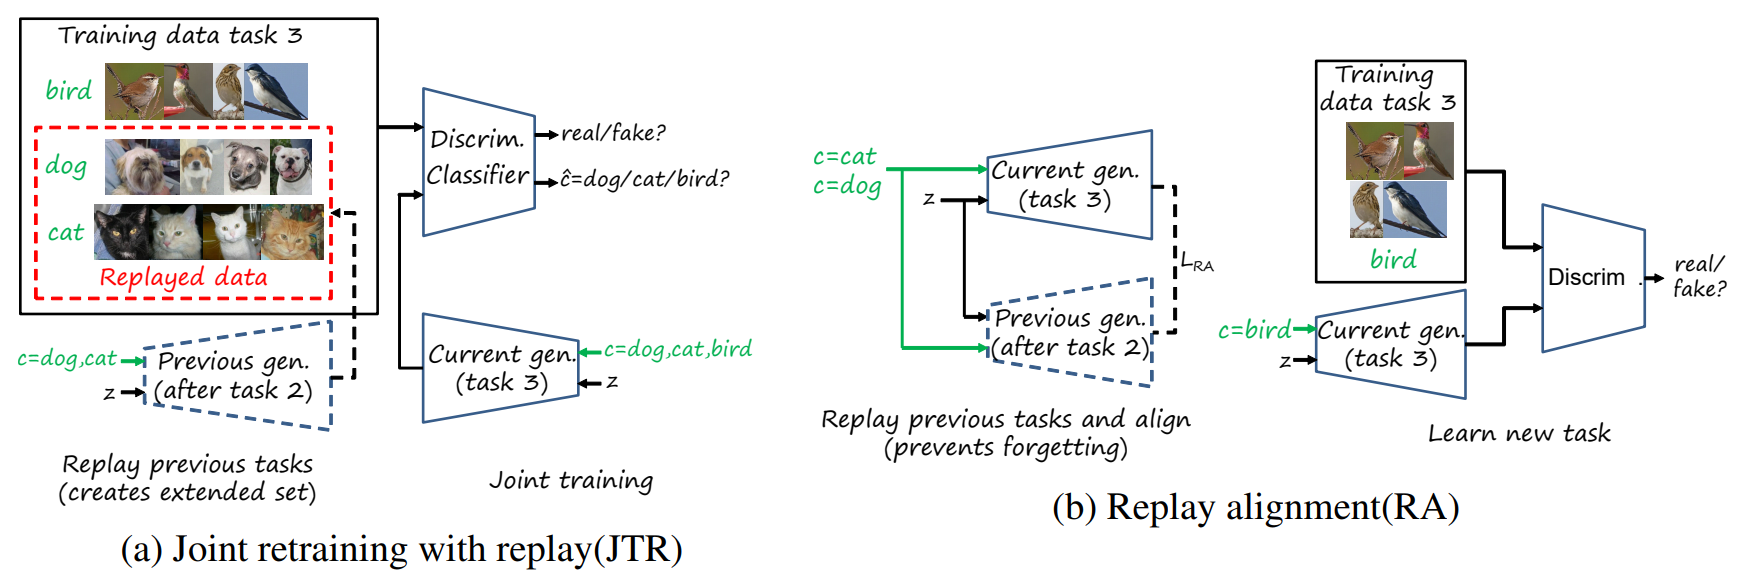 Training data task 3
bird
dog
cat
Replayed data
Discrim.
Classifier
real/fake?
ĉ=dog/cat/bird?
c=dog,cat
z
Previous gen.
(after task 2)
Current gen.
(task 3)
c=dog,cat,bird
z
Replay previous tasks
(creates extended set)
Joint training
(a) Joint retraining with replay(JTR)
c=cat
c=dog
z
Current gen.
(task 3)
LRA
Previous gen.
(after task 2)
Replay previous tasks and align
(prevents forgetting)
Training
data task 3
bird
c=bird
z
Current gen.
(task 3)
Discrim .
real/
fake?
Learn new task
(b) Replay alignment(RA)